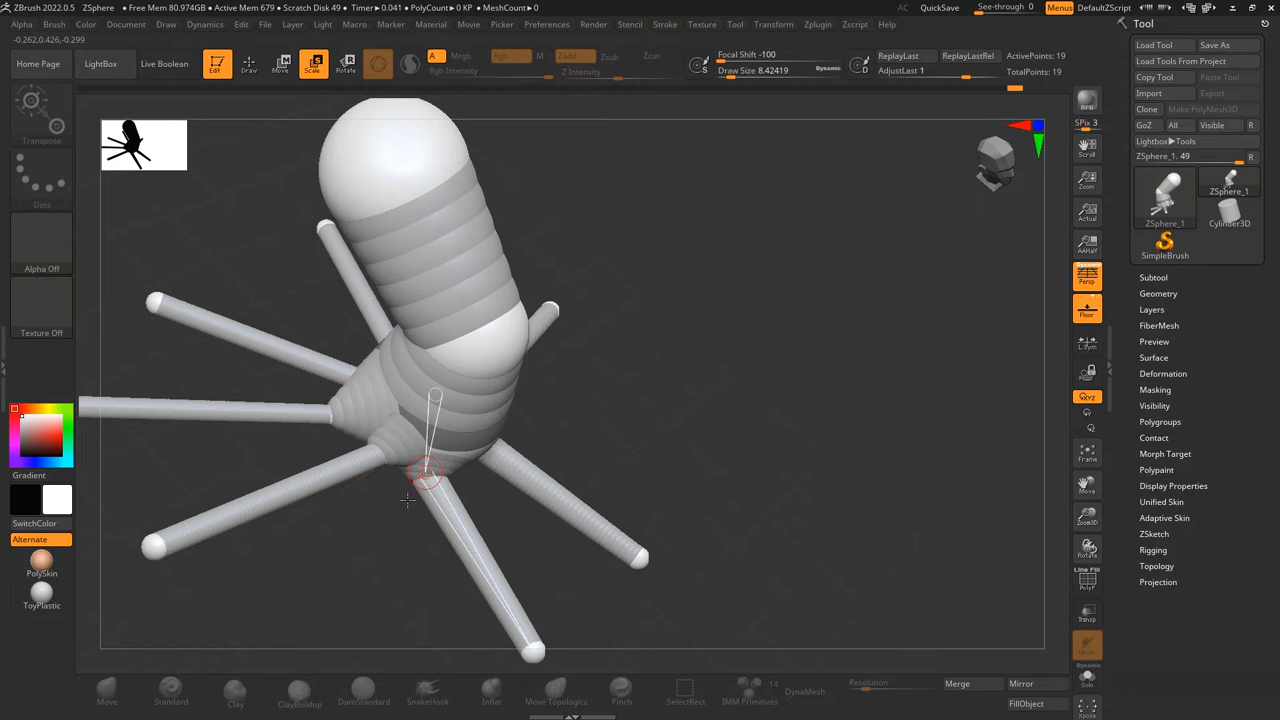 ZBrush 2022.0.5 ZSphere • Free Mem 80.974GB • Active Mem 679 • Scratch Disk 49 • Timer▸0.041 • PolyCount▸0 KP • MeshCount▸0 AC QuickSave See-through 0 Menus DefaultZScript
Alpha Brush Color Document Draw Dynamics Edit File Layer Light Macro Marker Material Movie Picker Preferences Render Stencil Stroke Texture Tool Transform Zplugin Zscript Help
-0.262,0.426,-0.299
Home Page LightBox Live Boolean Edit Draw Move Scale Rotate A Mrgb Rgb M Zadd Zsub Zcut
Rgb Intensity Z Intensity
Focal Shift -100
Draw Size 8.42419 Dynamic
S D
ReplayLast ReplayLastRel ActivePoints: 19
AdjustLast 1 TotalPoints: 19
Transpose
Dots
Alpha Off
Texture Off
Gradient
SwitchColor
Alternate
PolySkin
ToyPlastic
BPR
SPix 3
Scroll
Zoom
Actual
AAHalf
Dynamic
Persp
Floor
L.Sym
XYZ
Frame
Move
Zoom3D
Rotate
Line Fill
PolyF
Transp
Ghost
Dynamic
Solo
Xpose
Tool
Load Tool Save As
Load Tools From Project
Copy Tool Paste Tool
Import Export
Clone Make PolyMesh3D
GoZ All Visible R
Lightbox▶Tools
ZSphere_1. 49 R
ZSphere_1 ZSphere_1
Cylinder3D
SimpleBrush
Subtool
Geometry
Layers
FiberMesh
Preview
Surface
Deformation
Masking
Visibility
Polygroups
Contact
Morph Target
Polypaint
Display Properties
Unified Skin
Adaptive Skin
ZSketch
Rigging
Topology
Projection
Move Standard Clay ClayBuildup DamStandard SnakeHook Inflat Move Topological Pinch SelectRect 14 IMM Primitives DynaMesh
Resolution
Merge Mirror
FillObject